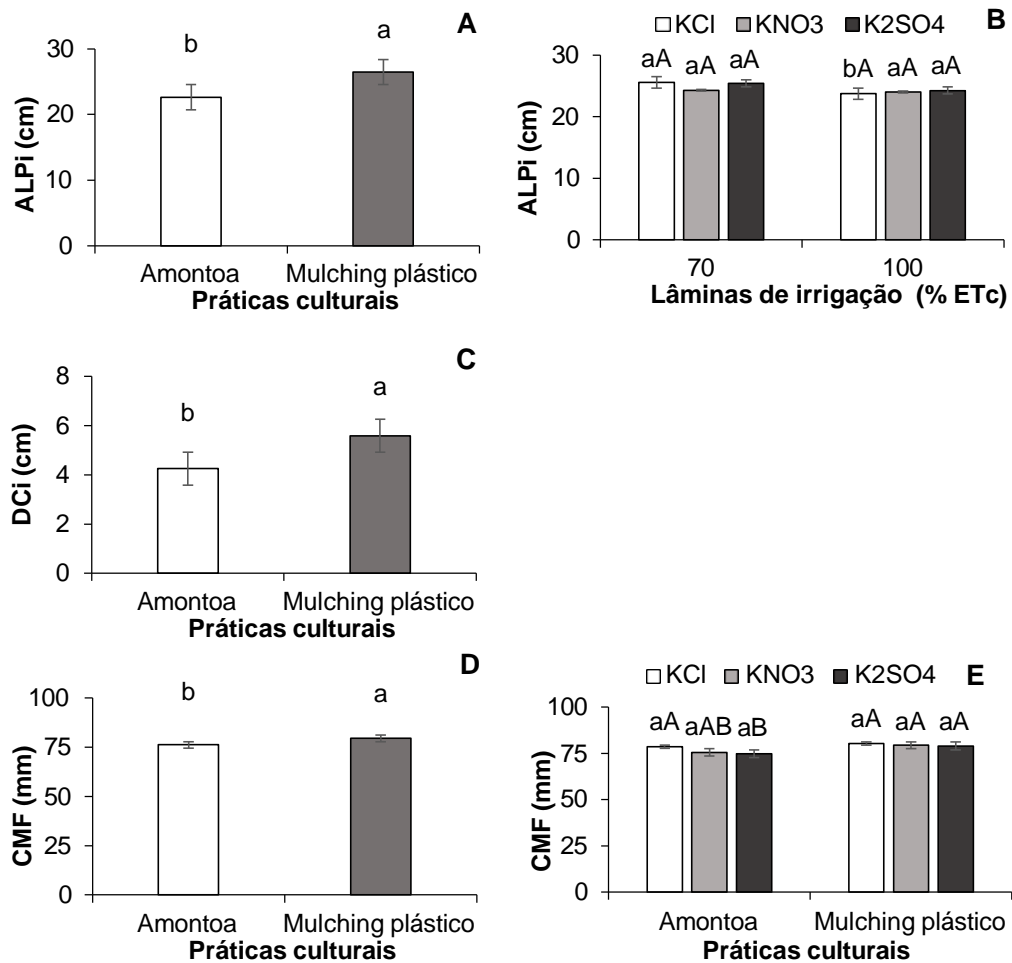 A
b
a
30
20
10
0
ALPi (cm)
Amontoa
Mulching plástico
Práticas culturais
KCl KNO3 K2SO4
B
aA aA aA bA aA aA
30
20
10
0
ALPi (cm)
70
100
Lâminas de irrigação (% ETc)
C
b
a
8
6
4
2
0
DCi (cm)
Amontoa
Mulching plástico
Práticas culturais
D
b
a
100
75
50
25
0
CMF (mm)
Amontoa
Mulching plástico
Práticas culturais
KCl KNO3 K2SO4
E
aA aAB aB aA aA aA
100
75
50
25
0
CMF (mm)
Amontoa
Mulching plástico
Práticas culturais